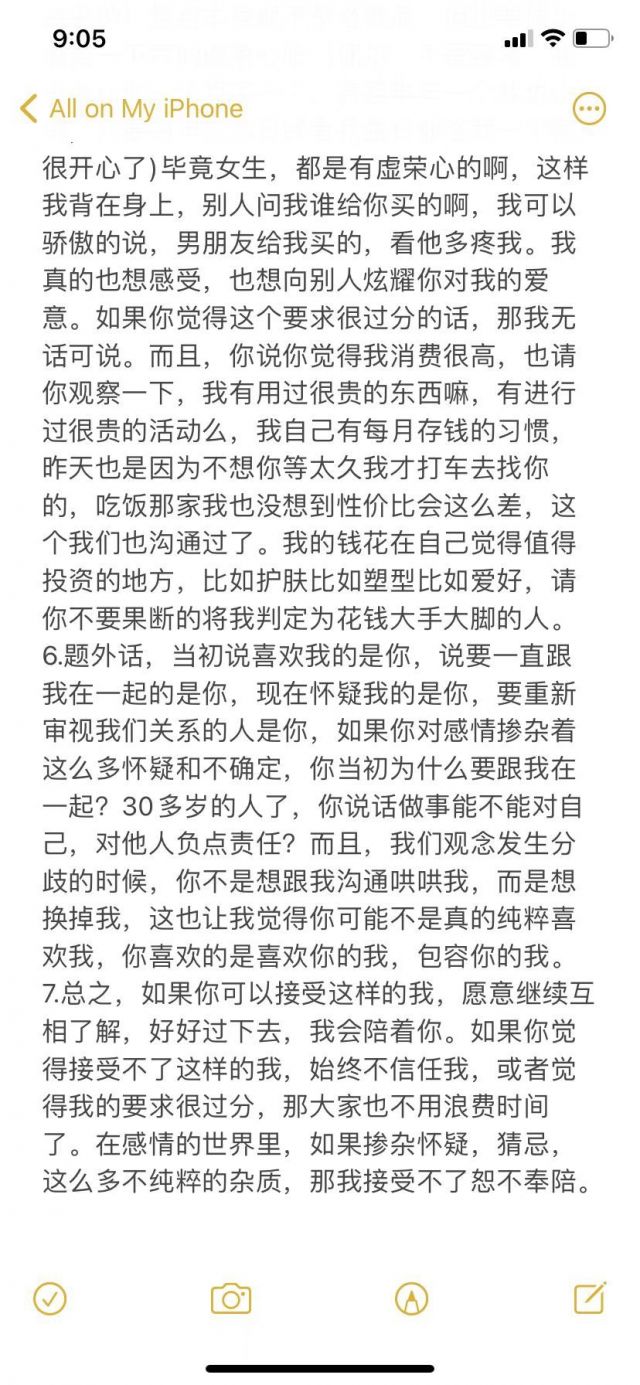 9:05
All on My iPhone
很开心了)毕竟女生，都是有虚荣心的啊，这样
我背在身上，别人问我谁给你买的啊，我可以
骄傲的说，男朋友给我买的，看他多疼我。我
真的也想感受，也想向别人炫耀你对我的爱
意。如果你觉得这个要求很过分的话，那我无
话可说。而且，你说你觉得我消费很高，也请
你观察一下，我有用过很贵的东西嘛，有进行
过很贵的活动么，我自己有每月存钱的习惯，
昨天也是因为不想你等太久我才打车去找你
的，吃饭那家我也没想到性价比会这么差，这
个我们也沟通过了。我的钱花在自己觉得值得
投资的地方，比如护肤比如塑型比如爱好，请
你不要果断的将我判定为花钱大手大脚的人。
6.题外话，当初说喜欢我的是你，说要一直跟
我在一起的是你，现在怀疑我的是你，要重新
审视我们关系的人是你，如果你对感情掺杂着
这么多怀疑和不确定，你当初为什么要跟我在
一起？30多岁的人了，你说话做事能不能对自
己，对他人负点责任？而且，我们观念发生分
歧的时候，你不是想跟我沟通哄哄我，而是想
换掉我，这也让我觉得你可能不是真的纯粹喜
欢我，你喜欢的是喜欢你的我，包容你的我。
7.总之，如果你可以接受这样的我，愿意继续互
相了解，好好过下去，我会陪着你。如果你觉
得接受不了这样的我，始终不信任我，或者觉
得我的要求很过分，那大家也不用浪费时间
了。在感情的世界里，如果掺杂怀疑，猜忌，
这么多不纯粹的杂质，那我接受不了恕不奉陪。